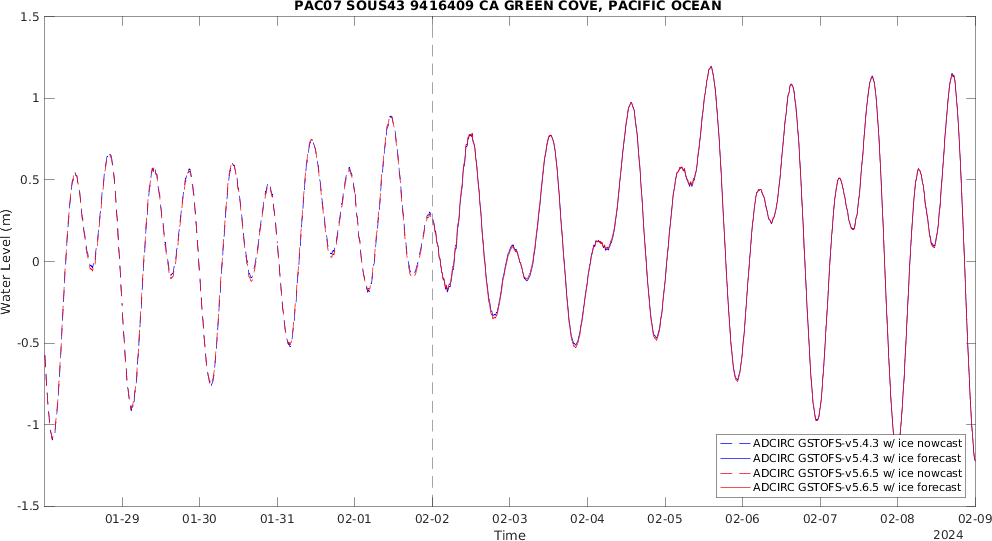 PAC07 SOUS43 9416409 CA GREEN COVE, PACIFIC OCEAN
Water Level (m)
1.5
1
0.5
0
-0.5
-1
-1.5
ADCIRC GSTOFS-v5.4.3 w/ ice nowcast
ADCIRC GSTOFS-v5.4.3 w/ ice forecast
ADCIRC GSTOFS-v5.6.5 w/ ice nowcast
ADCIRC GSTOFS-v5.6.5 w/ ice forecast
01-29 01-30 01-31 02-01 02-02 02-03 02-04 02-05 02-06 02-07 02-08 02-09
Time
2024